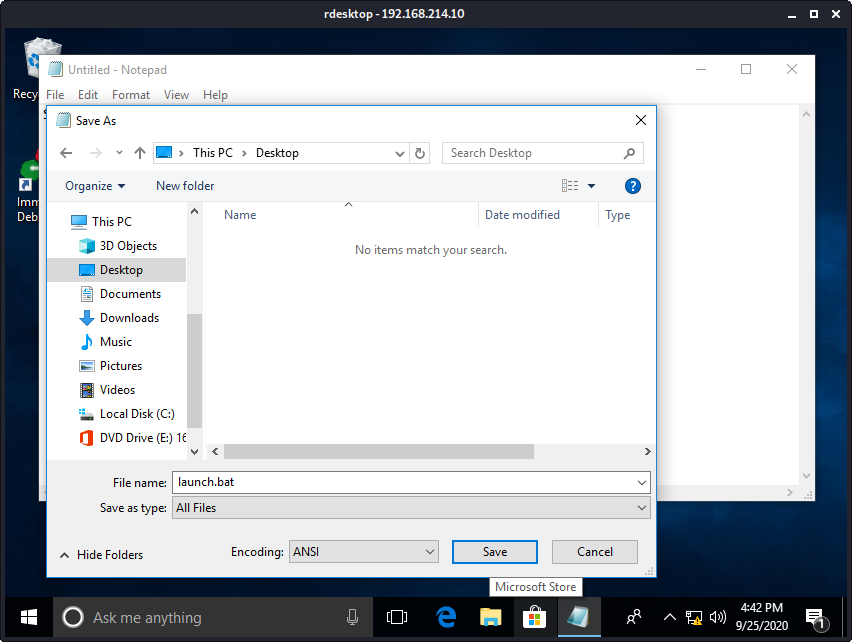 rdesktop - 192.168.214.10
Untitled - Notepad
Recy
File Edit Format View Help
Save As
This PC > Desktop
Search Desktop
Organize New folder
Imm
Deb
Name Date modified Type
No items match your search.
This PC
3D Objects
Desktop
Documents
Downloads
Music
Pictures
Videos
Local Disk (C:)
DVD Drive (E:) 16
File name: launch.bat
Save as type: All Files
Hide Folders Encoding: ANSI Save Cancel
Microsoft Store
Ask me anything
4:42 PM
9/25/2020
1